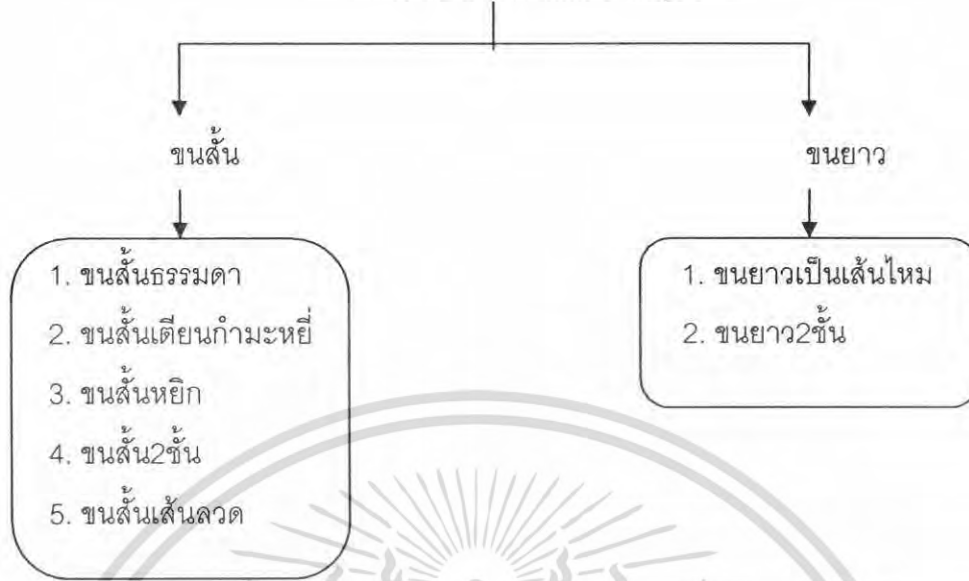 ขนสั้น
ขนยาว
1. ขนสั้นธรรมดา
2. ขนสั้นเตียนกำมะหยี่
3. ขนสั้นหยิก
4. ขนสั้น2ชั้น
5. ขนสั้นเส้นลวด
1. ขนยาวเป็นเส้นไหม
2. ขนยาว2ชั้น